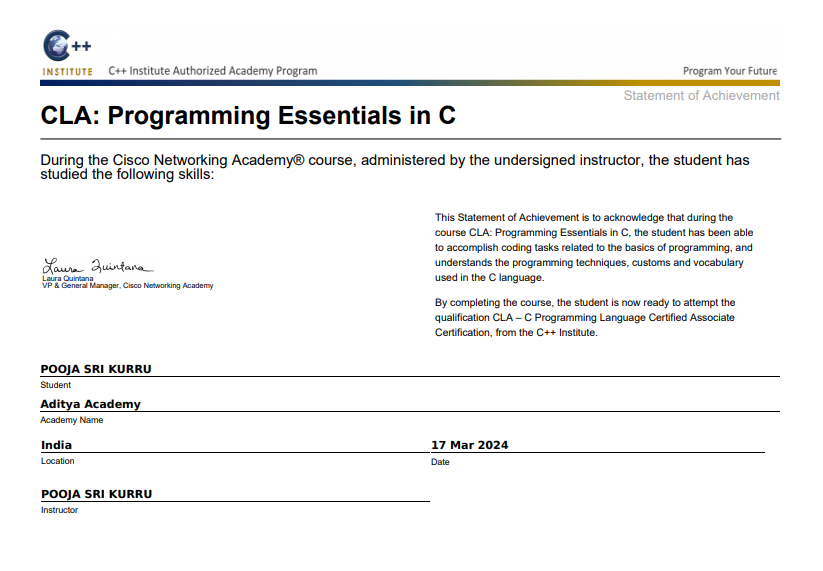 C++
INSTITUTE
C++ Institute Authorized Academy Program
Program Your Future
Statement of Achievement
CLA: Programming Essentials in C
During the Cisco Networking Academy® course, administered by the undersigned instructor, the student has
studied the following skills:
Laura Quintana
Laura Quintana
VP & General Manager, Cisco Networking Academy
This Statement of Achievement is to acknowledge that during the
course CLA: Programming Essentials in C, the student has been able
to accomplish coding tasks related to the basics of programming, and
understands the programming techniques, customs and vocabulary
used in the C language.
By completing the course, the student is now ready to attempt the
qualification CLA – C Programming Language Certified Associate
Certification, from the C++ Institute.
POOJA SRI KURRU
Student
Aditya Academy
Academy Name
India
Location
17 Mar 2024
Date
POOJA SRI KURRU
Instructor